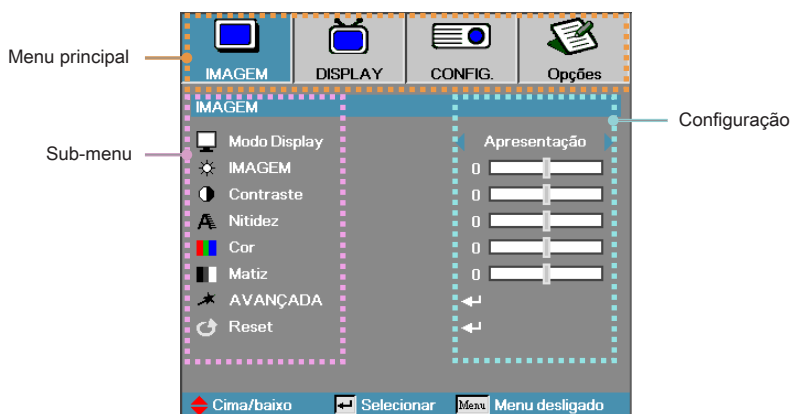 Menu principal
IMAGEM DISPLAY CONFIG. Opções
IMAGEM
Configuração
Modo Display Apresentação
Sub-menu
IMAGEM 0
Contraste 0
Nitidez 0
Cor 0
Matiz 0
AVANÇADA
Reset
Cima/baixo Selecionar Menu Menu desligado